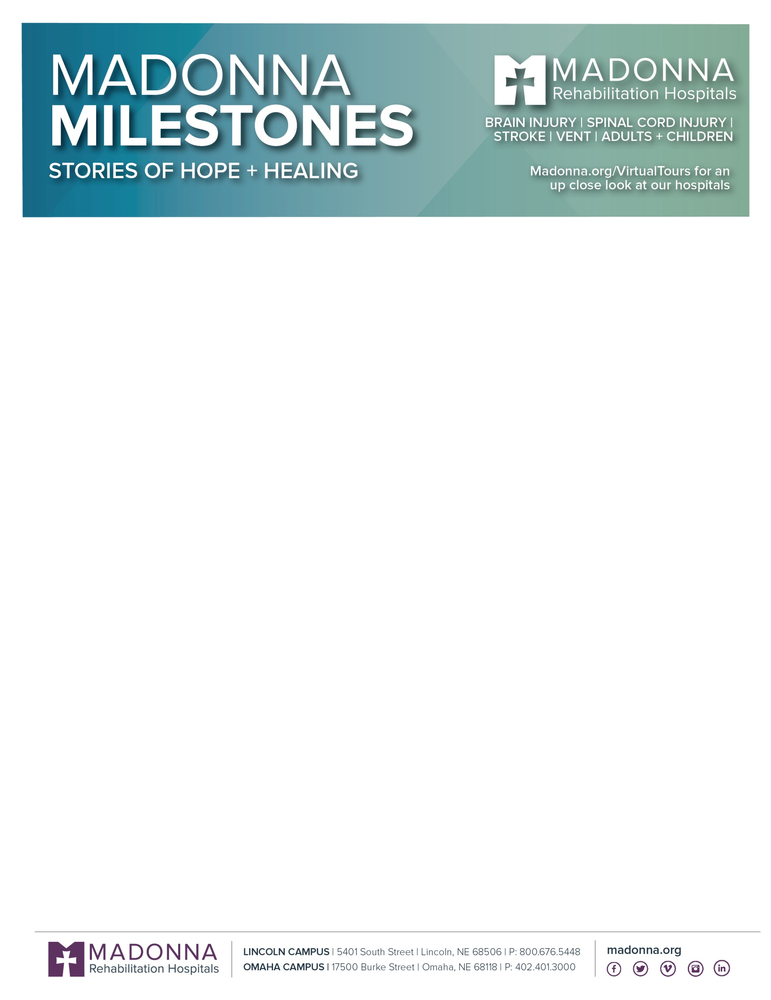 MADONNA
MILESTONES
STORIES OF HOPE + HEALING
MADONNA
Rehabilitation Hospitals
BRAIN INJURY | SPINAL CORD INJURY |
STROKE | VENT | ADULTS + CHILDREN
Madonna.org/VirtualTours for an
up close look at our hospitals
MADONNA
Rehabilitation Hospitals
LINCOLN CAMPUS | 5401 South Street | Lincoln, NE 68506 | P: 800.676.5448
OMAHA CAMPUS | 17500 Burke Street | Omaha, NE 68118 | P: 402.401.3000
madonna.org